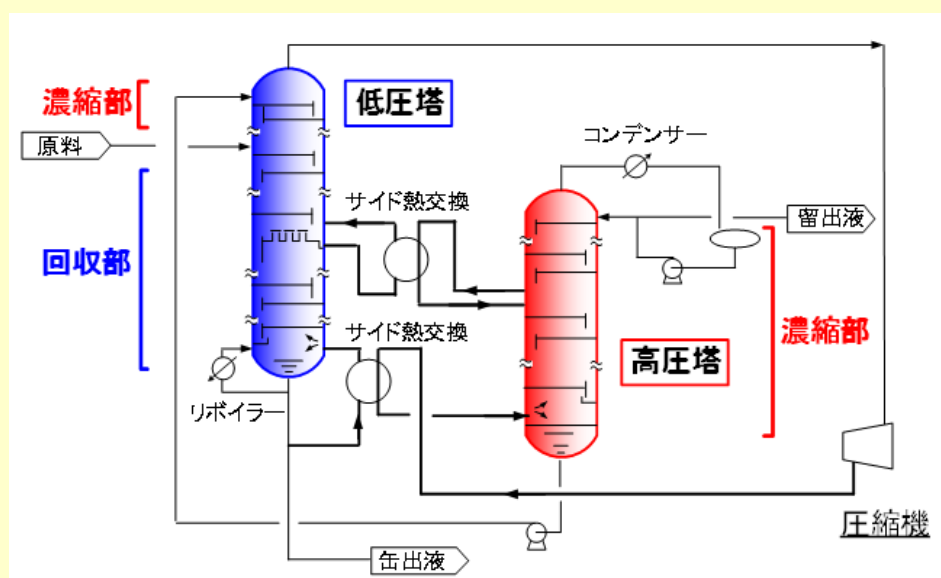 濃縮部
低圧塔
原料
コンデンサー
サイド熱交換
留出液
回収部
サイド熱交換
濃縮部
高圧塔
リボイラー
圧縮機
缶出液